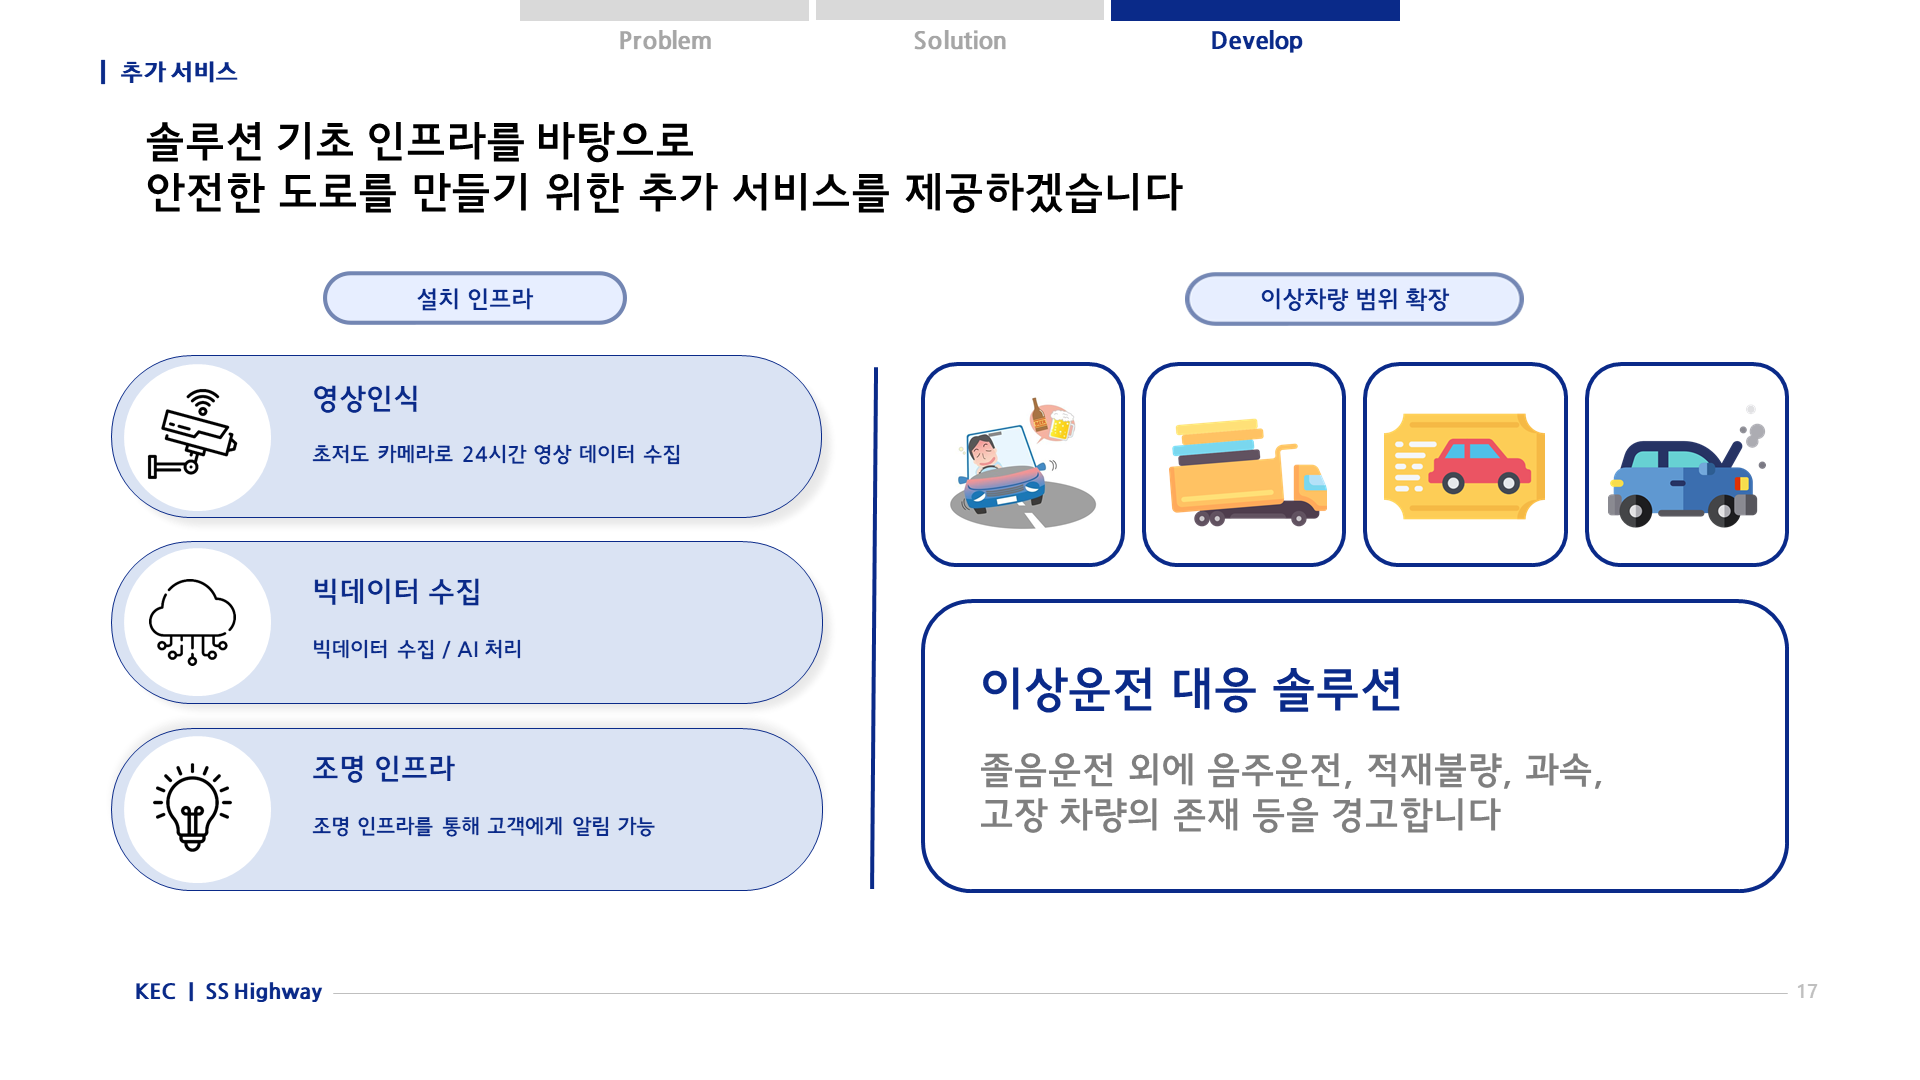 Problem
Solution
Develop
추가 서비스
솔루션 기초 인프라를 바탕으로
안전한 도로를 만들기 위한 추가 서비스를 제공하겠습니다
설치 인프라
영상인식
초저도 카메라로 24시간 영상 데이터 수집
빅데이터 수집
빅데이터 수집 / AI 처리
조명 인프라
조명 인프라를 통해 고객에게 알림 가능
이상차량 범위 확장
이상운전 대응 솔루션
졸음운전 외에 음주운전, 적재불량, 과속,
고장 차량의 존재 등을 경고합니다
KEC | SS Highway
17